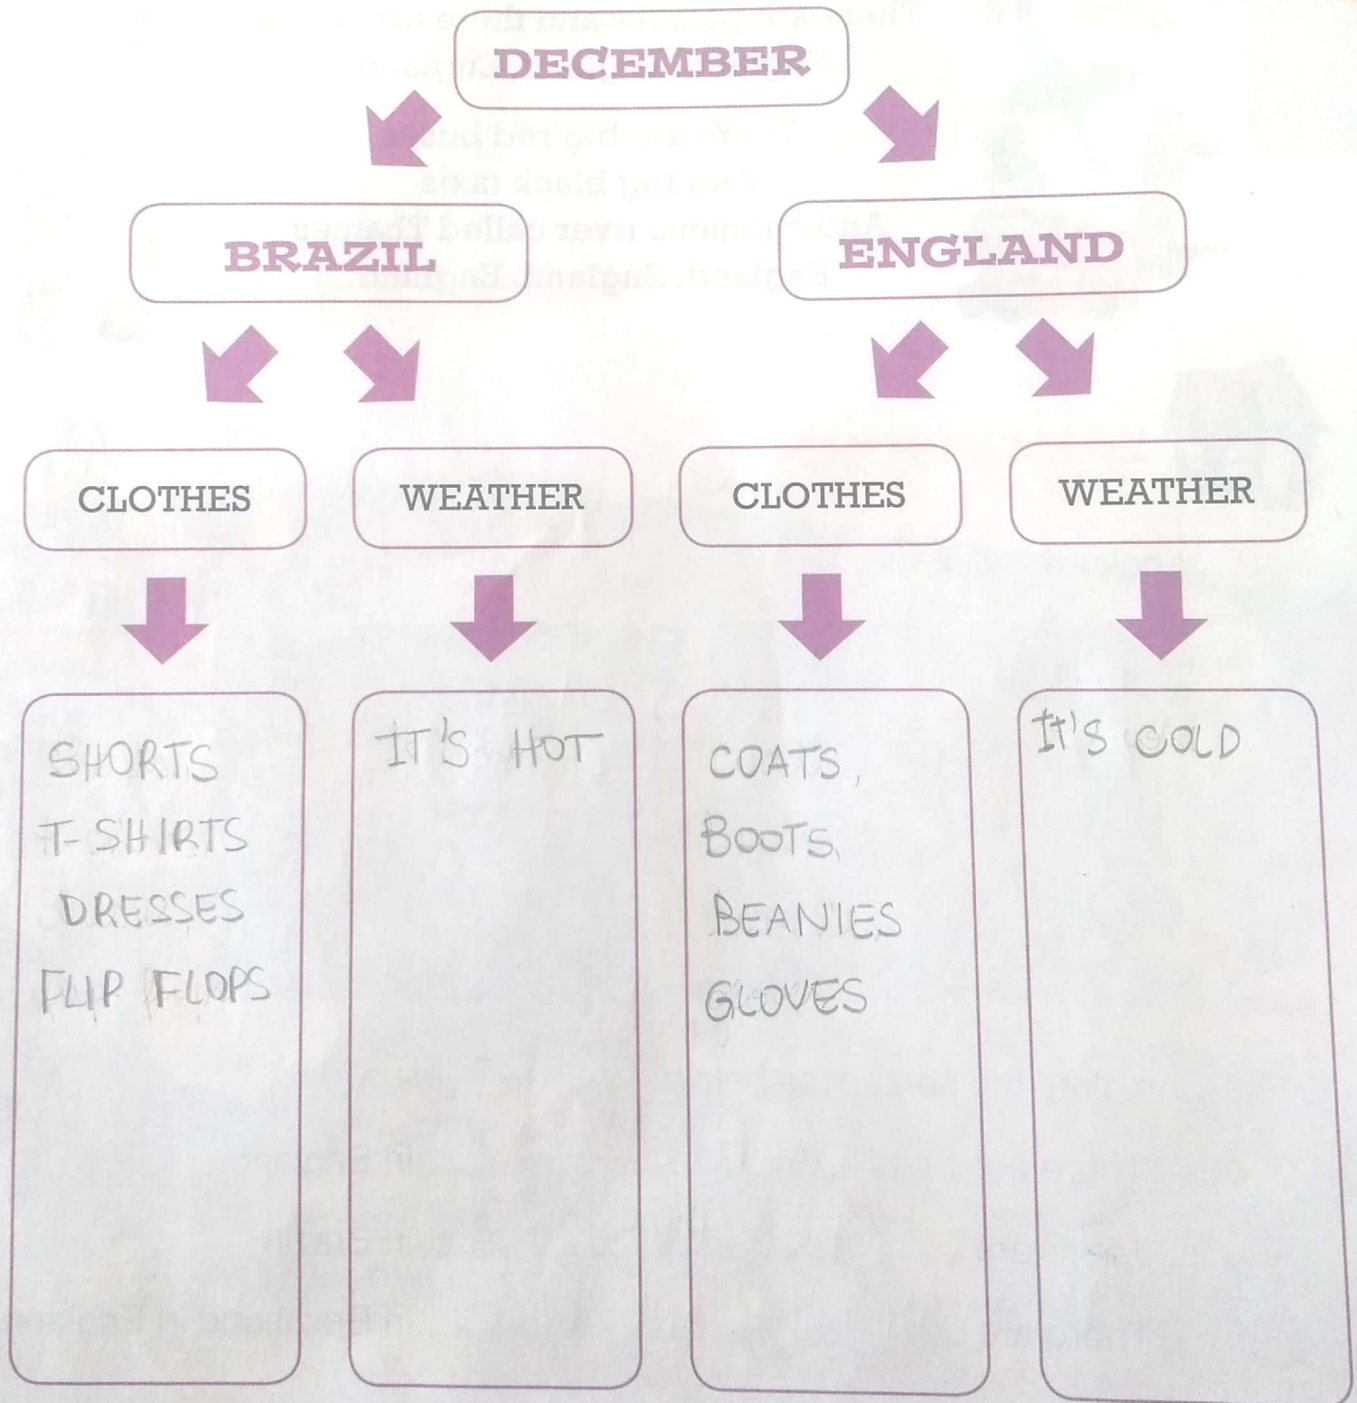 DECEMBER
BRAZIL
ENGLAND
CLOTHES
WEATHER
CLOTHES
WEATHER
SHORTS
T-SHIRTS
DRESSES
FLIP FLOPS
IT'S HOT
COATS,
BOOTS,
BEANIES
GLOVES
It'S COLD